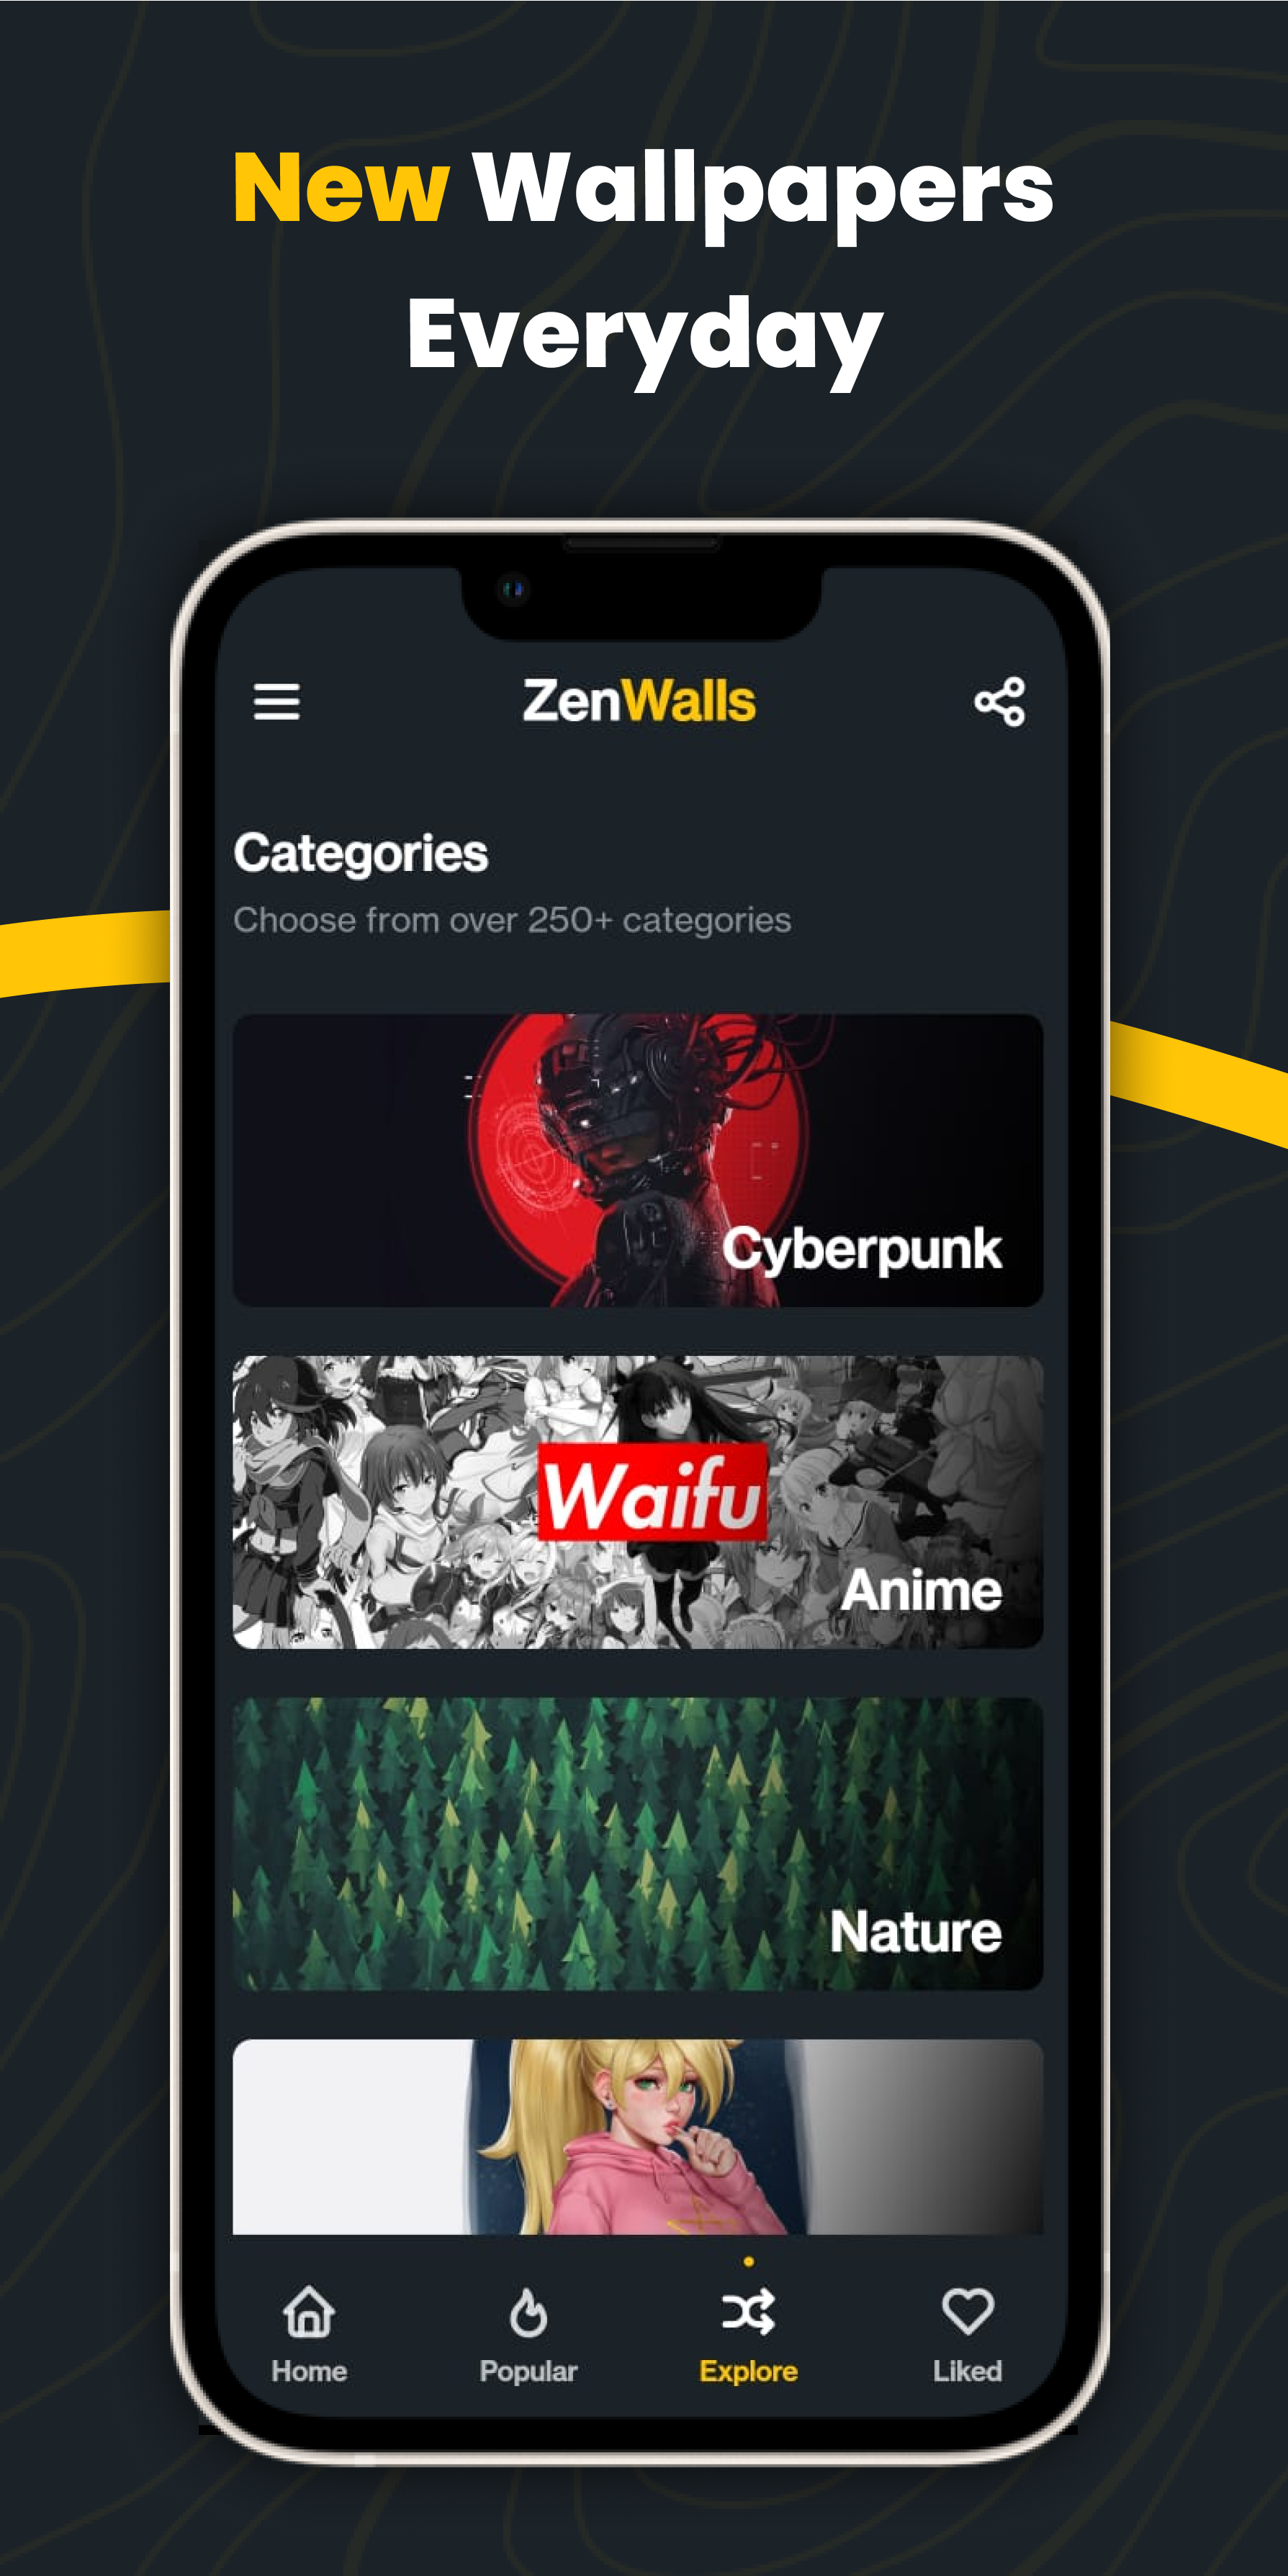 New Wallpapers
Everyday
ZenWalls
Categories
Choose from over 250+ categories
Cyberpunk
Waifu
Anime
Nature
Home
Popular
Explore
Liked